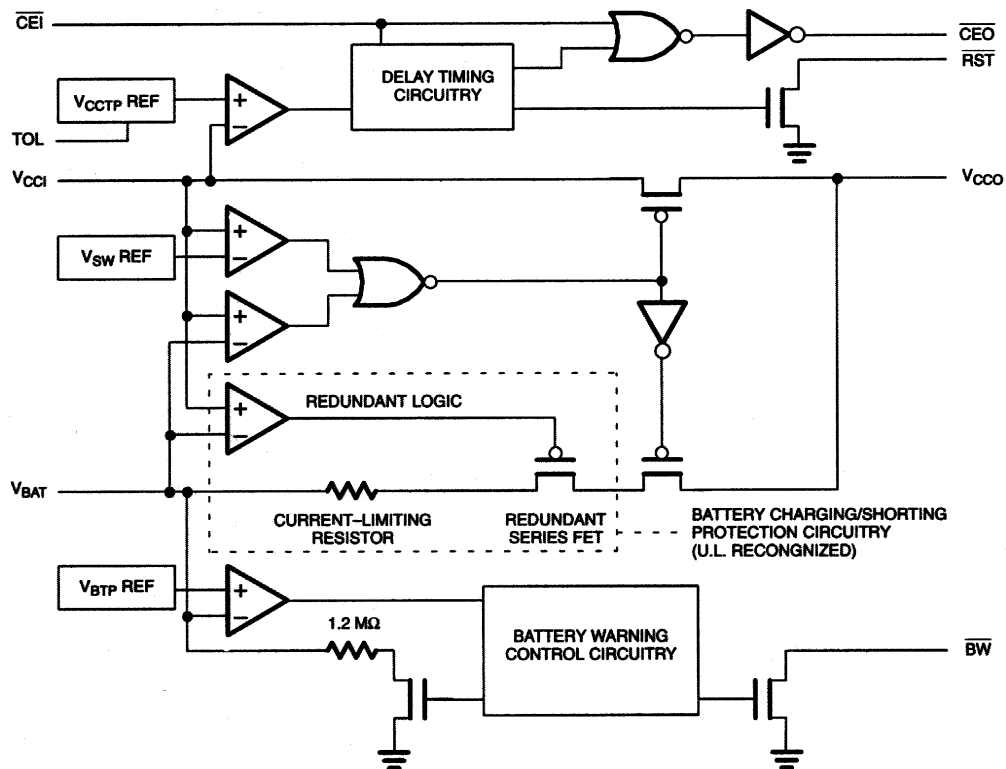 CEI
CEO
RST
DELAY TIMING
CIRCUITRY
VCCTP REF
+
−
TOL
VCCI
VCCO
+
−
VSW REF
+
−
REDUNDANT LOGIC
+
−
VBAT
CURRENT–LIMITING
RESISTOR
REDUNDANT
SERIES FET
BATTERY CHARGING/SHORTING
PROTECTION CIRCUITRY
(U.L. RECONGNIZED)
VBTP REF
+
−
1.2 MΩ
BATTERY WARNING
CONTROL CIRCUITRY
BW